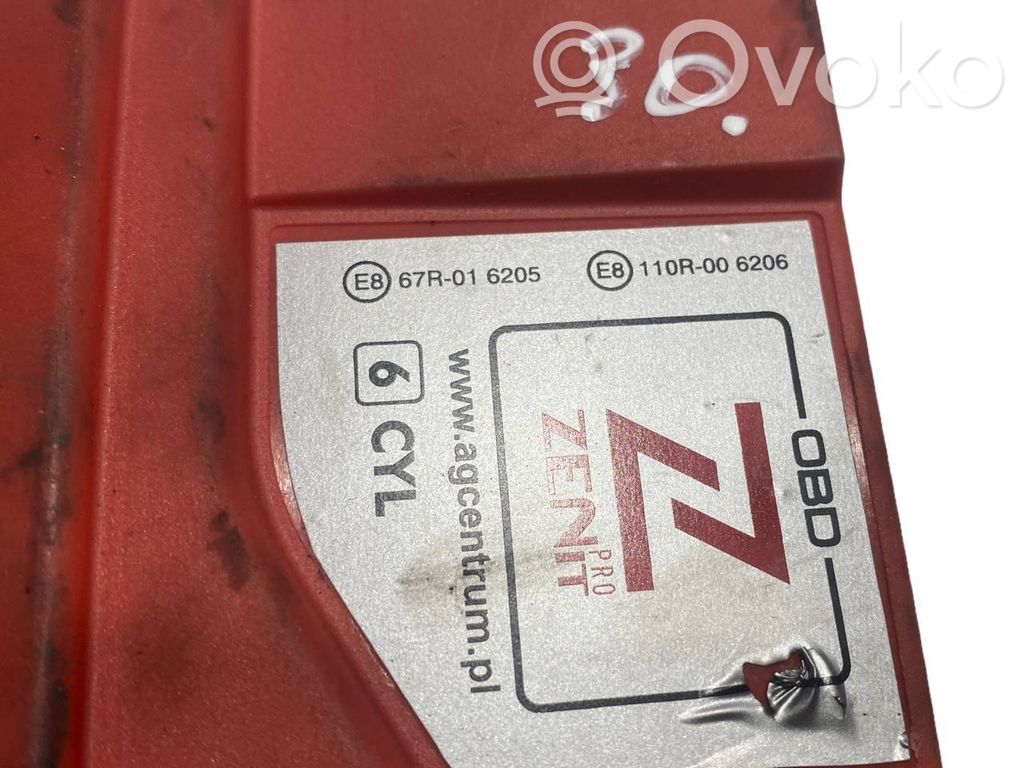 Ovoko
E8 67R-01 6205
E8 110R-00 6206
OBD
ZENIT
PRO
www.agcentrum.pl
6 CYL